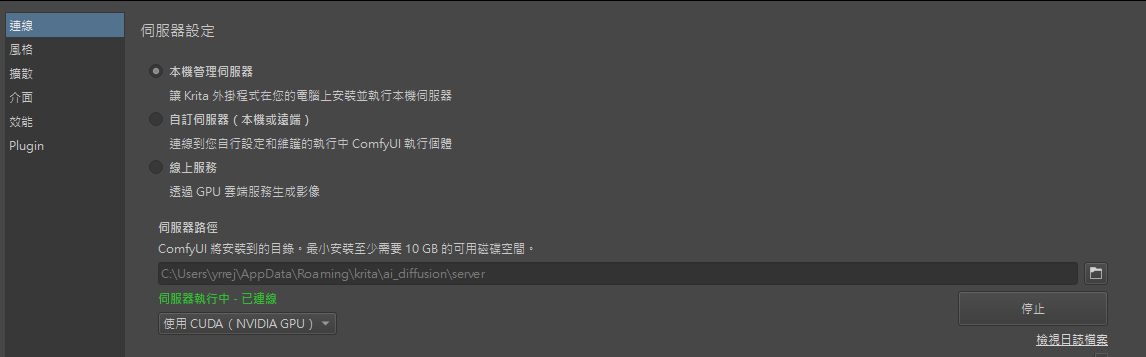 連線
風格
擴散
介面
效能
Plugin
伺服器設定
本機管理伺服器
讓 Krita 外掛程式在您的電腦上安裝並執行本機伺服器
自訂伺服器（本機或遠端）
連線到您自行設定和維護的執行中 ComfyUI 執行個體
線上服務
透過 GPU 雲端服務生成影像
伺服器路徑
ComfyUI 將安裝到的目錄。最小安裝至少需要 10 GB 的可用磁碟空間。
C:\Users\yrrej\AppData\Roaming\krita\ai_diffusion\server
伺服器執行中 - 已連線
停止
使用 CUDA（NVIDIA GPU）
檢視日誌檔案